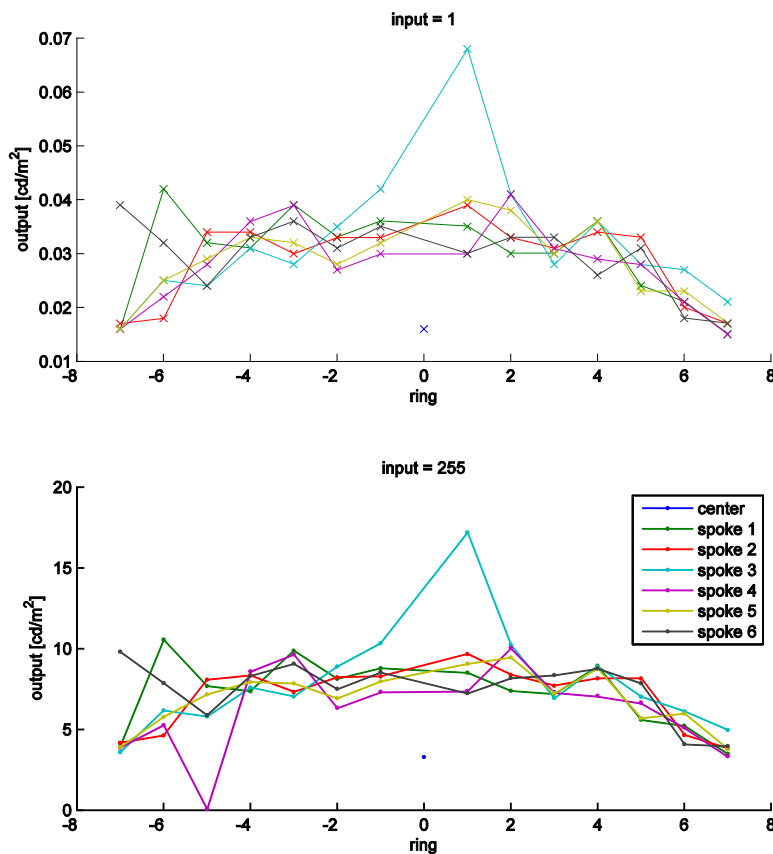 input = 1
0.07
0.06
0.05
0.04
0.03
0.02
0.01
output [cd/m²]
-8 -6 -4 -2 0 2 4 6 8
ring
input = 255
20
15
10
5
0
output [cd/m²]
-8 -6 -4 -2 0 2 4 6 8
ring
center
spoke 1
spoke 2
spoke 3
spoke 4
spoke 5
spoke 6